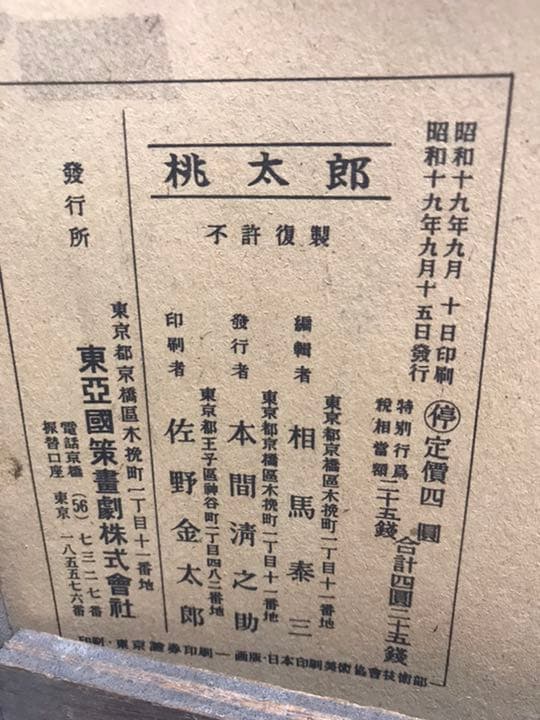 昭和十九年九月 十日印刷
昭和十九年九月十五日發行
停 定價四圓
特別行爲
稅相當額 二十五錢
合計四圓二十五錢
桃太郎
不許復製
東京都京橋區木挽町一丁目十一番地
編輯者 相馬泰三
東京都京橋區木挽町一丁目十一番地
發行者 本間淸之助
東京都王子區神谷町一丁目四八二番地
印刷者 佐野金太郎
發行所
東京都京橋區木挽町一丁目十一番地
東亞國策畫劇株式會社
電話京橋(56)七三二七番
振替口座 東京 一八五五七六番
印刷・東京證券印刷 — 画版・日本印刷美術協會技術部